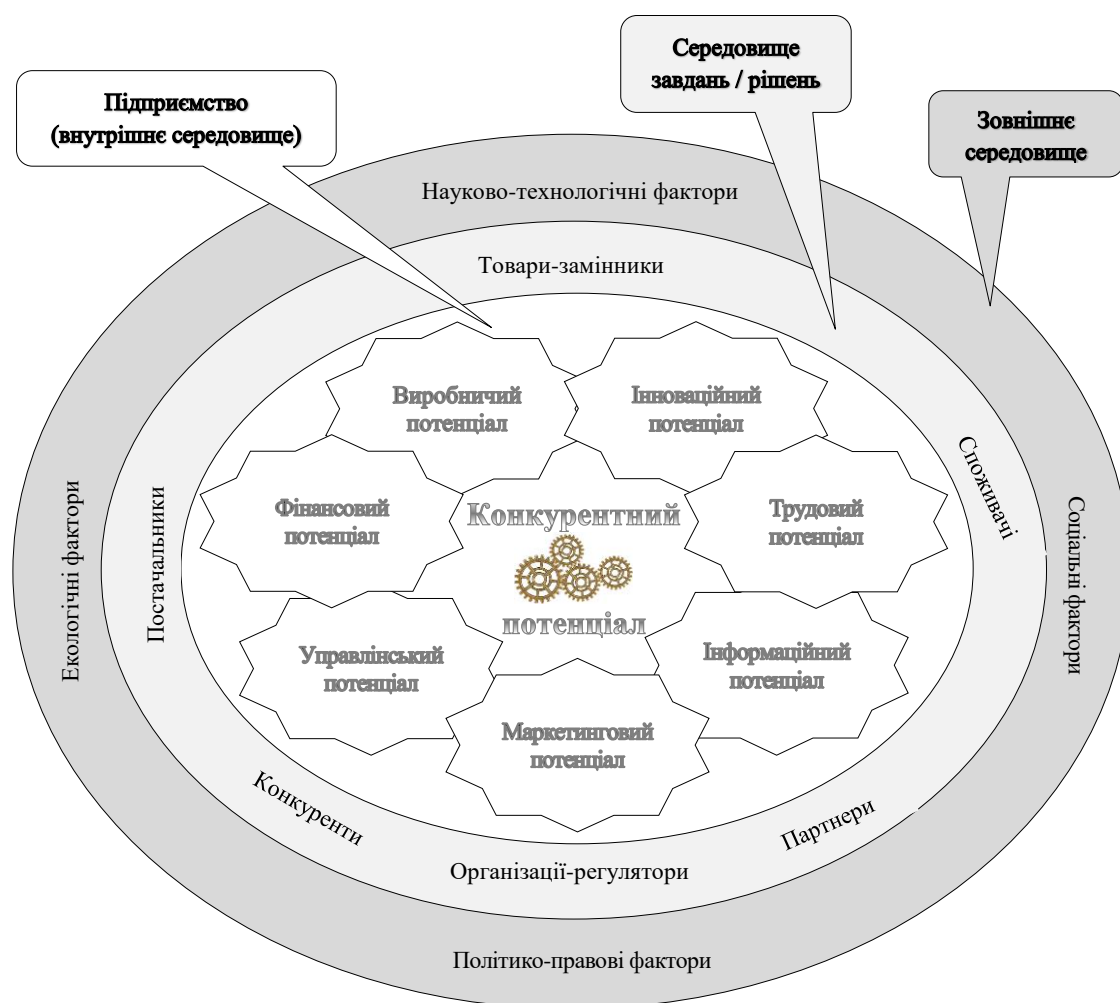 Середовище
завдань / рішень
Підприємство
(внутрішнє середовище)
Зовнішнє
середовище
Науково-технологічні фактори
Товари-замінники
Виробничий
потенціал
Інноваційний
потенціал
Фінансовий
потенціал
Конкурентний
потенціал
Трудовий
потенціал
Споживачі
Соціальні фактори
Екологічні фактори
Постачальники
Управлінський
потенціал
Інформаційний
потенціал
Маркетинговий
потенціал
Конкуренти
Партнери
Організації-регулятори
Політико-правові фактори